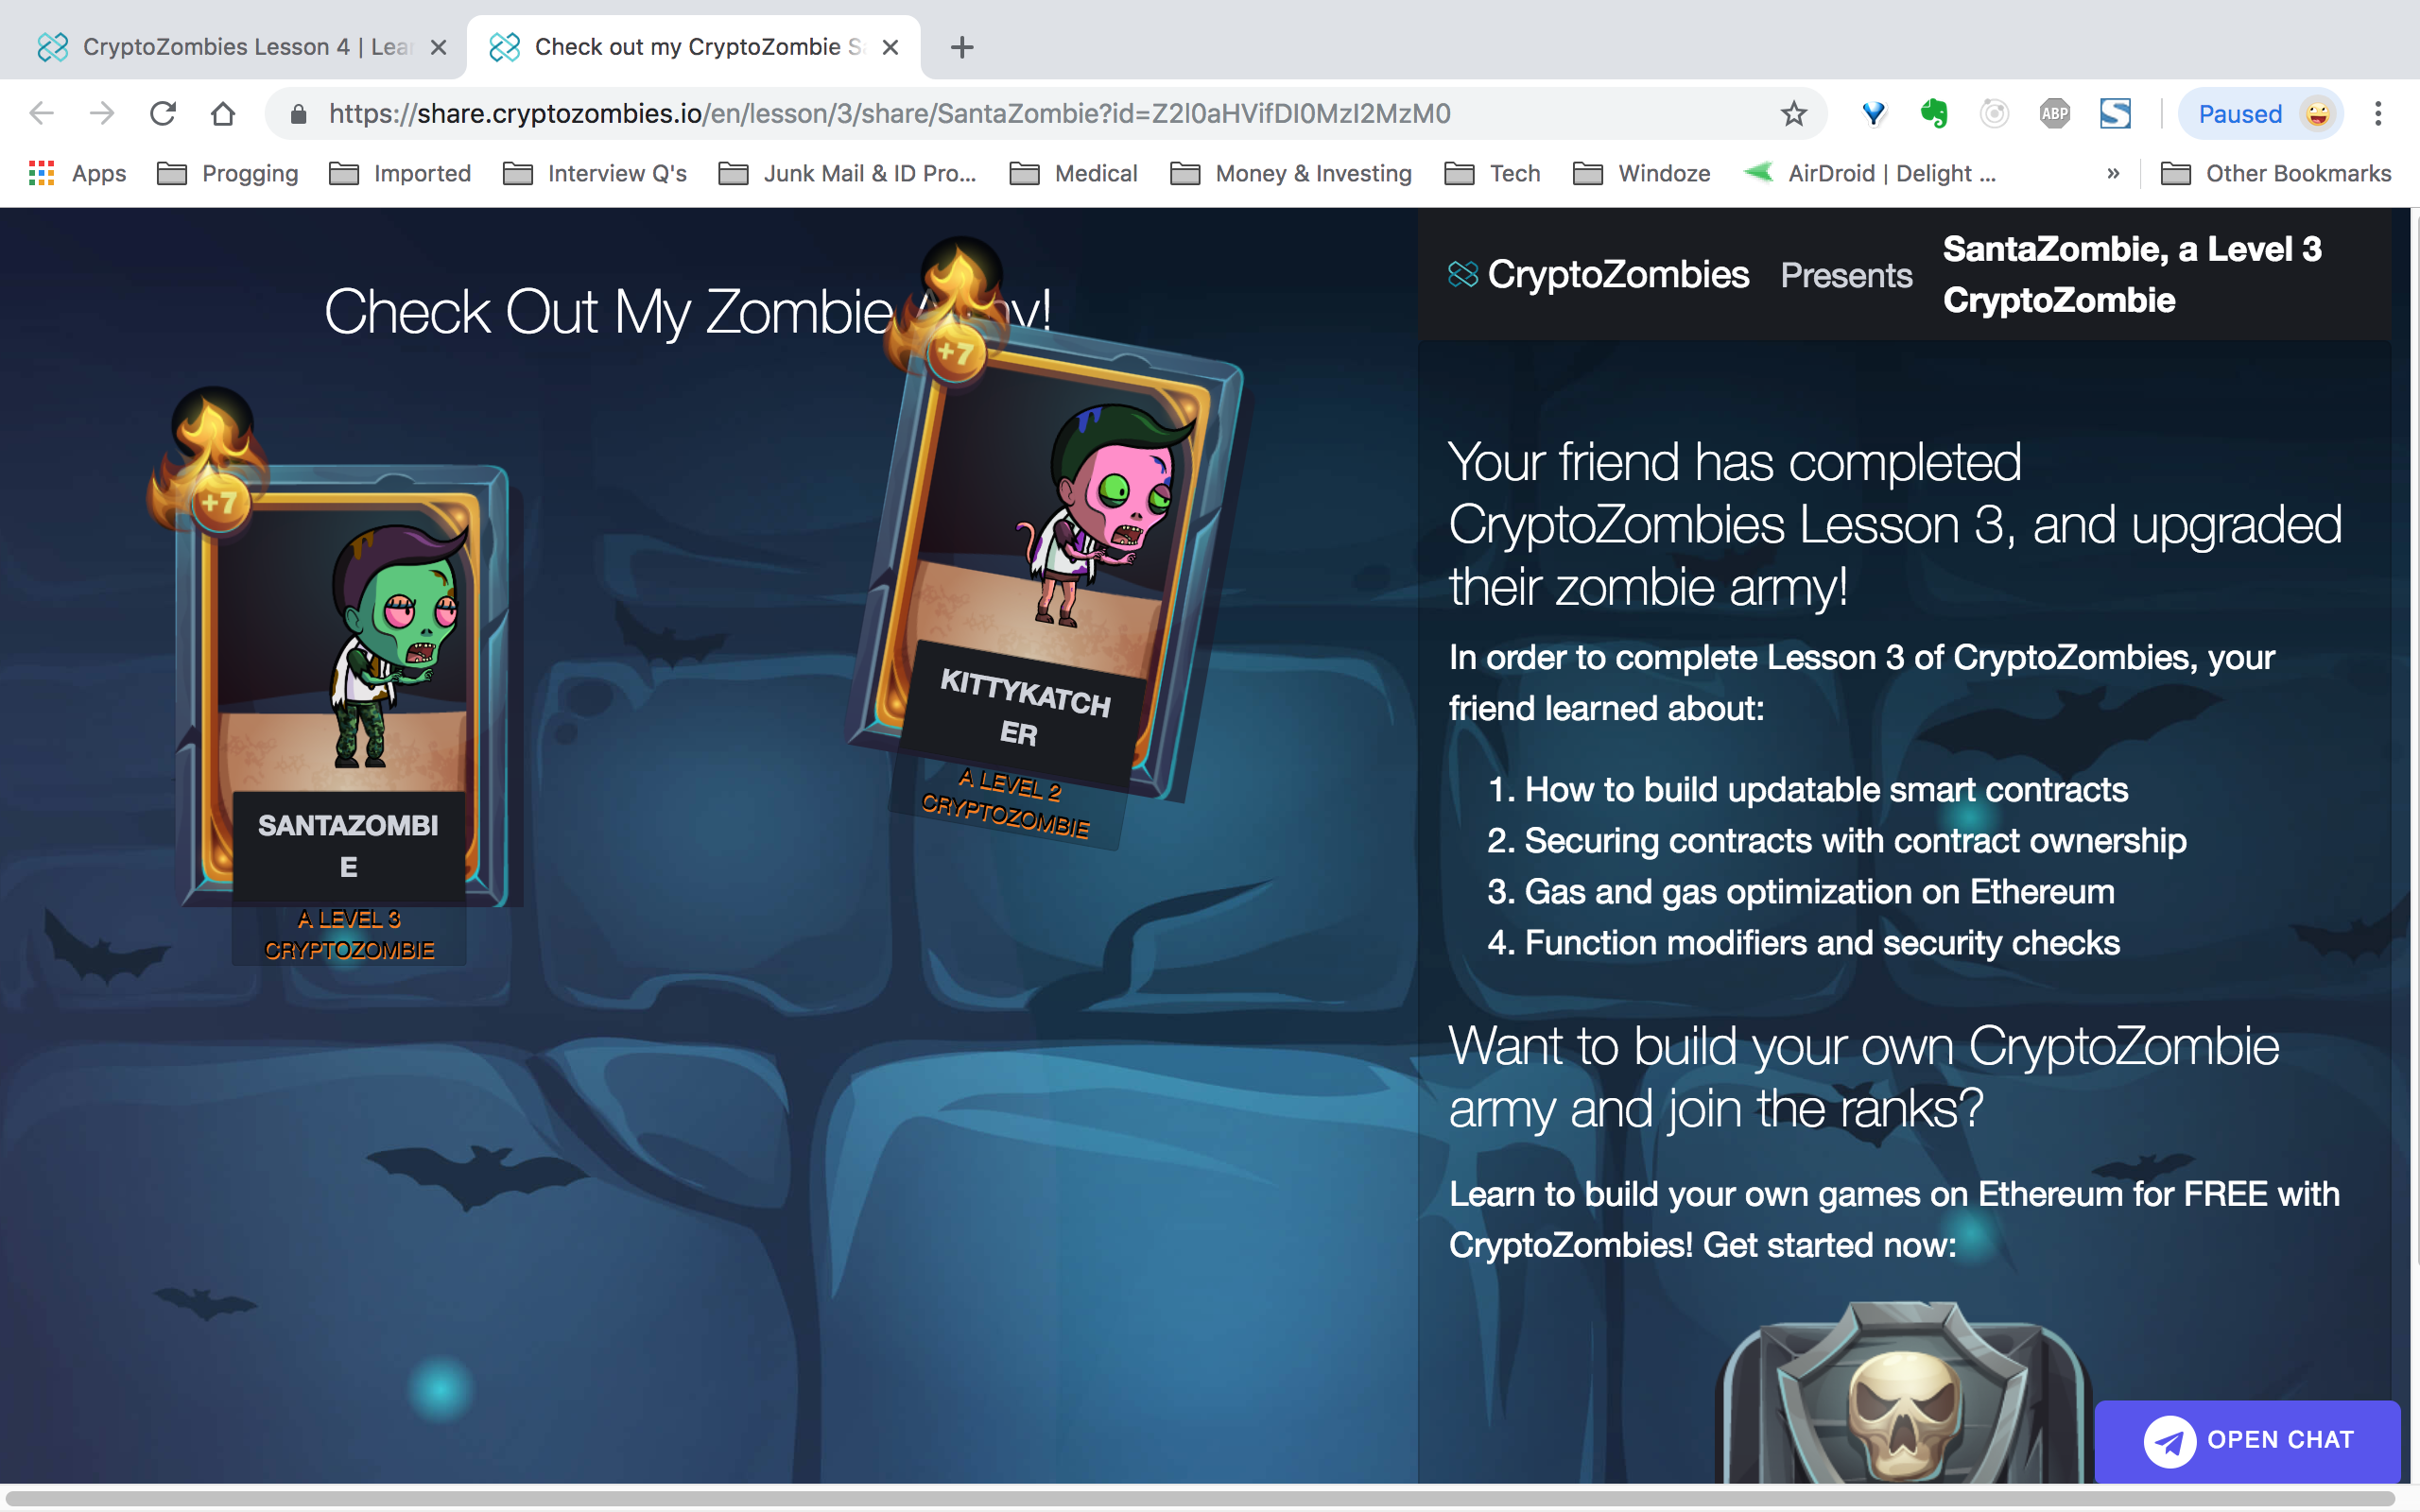 CryptoZombies Lesson 4 | Lea
Check out my CryptoZombie S
https://share.cryptozombies.io/en/lesson/3/share/SantaZombie?id=Z2l0aHVifDI0MzI2MzM0
ABP
S
Paused
Apps
Progging
Imported
Interview Q's
Junk Mail & ID Pro...
Medical
Money & Investing
Tech
Windoze
AirDroid | Delight ...
»
Other Bookmarks
Check Out My Zombie
y!
+7
SANTAZOMBI
E
A LEVEL 3
CRYPTOZOMBIE
+7
KITTYKATCH
ER
A LEVEL 2
CRYPTOZOMBIE
CryptoZombies Presents
SantaZombie, a Level 3
CryptoZombie
Your friend has completed
CryptoZombies Lesson 3, and upgraded
their zombie army!
In order to complete Lesson 3 of CryptoZombies, your
friend learned about:
1. How to build updatable smart contracts
2. Securing contracts with contract ownership
3. Gas and gas optimization on Ethereum
4. Function modifiers and security checks
Want to build your own CryptoZombie
army and join the ranks?
Learn to build your own games on Ethereum for FREE with
CryptoZombies! Get started now:
OPEN CHAT